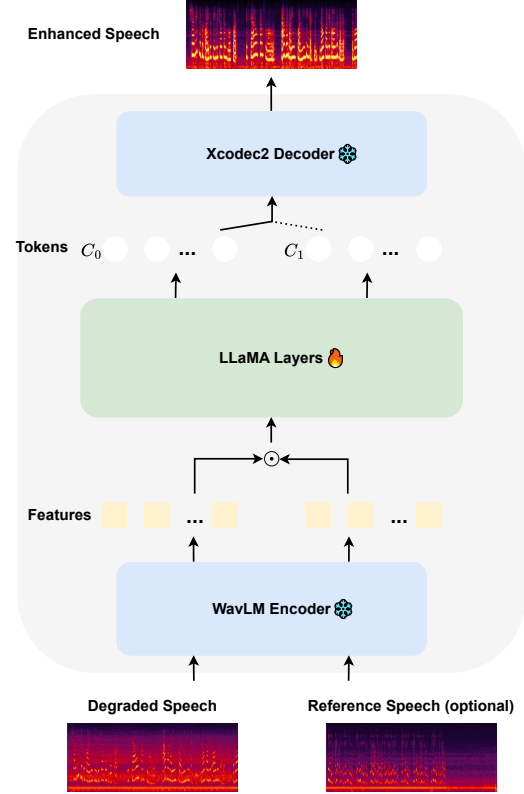 Enhanced Speech
Xcodec2 Decoder
Tokens C₀ ... C₁ ...
LLaMA Layers
⊙
Features ... ...
WavLM Encoder
Degraded Speech Reference Speech (optional)